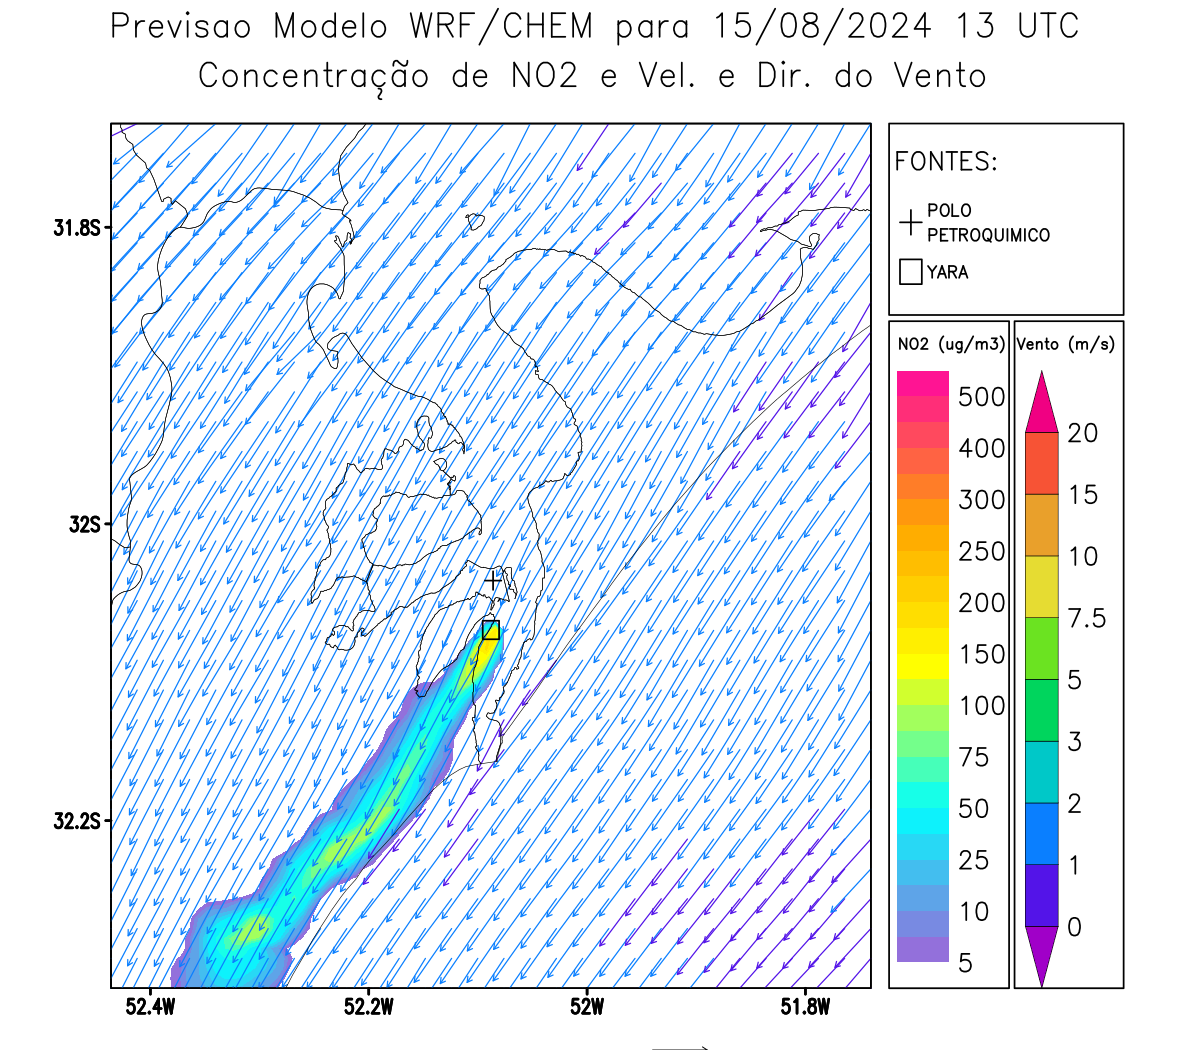 Previsao Modelo WRF/CHEM para 15/08/2024 13 UTC
Concentração de NO2 e Vel. e Dir. do Vento
FONTES:
POLO
PETROQUIMICO
YARA
NO2 (ug/m3)
500
400
300
250
200
150
100
75
50
25
10
5
Vento (m/s)
20
15
10
7.5
5
3
2
1
0
31.8S
32S
32.2S
52.4W
52.2W
52W
51.8W